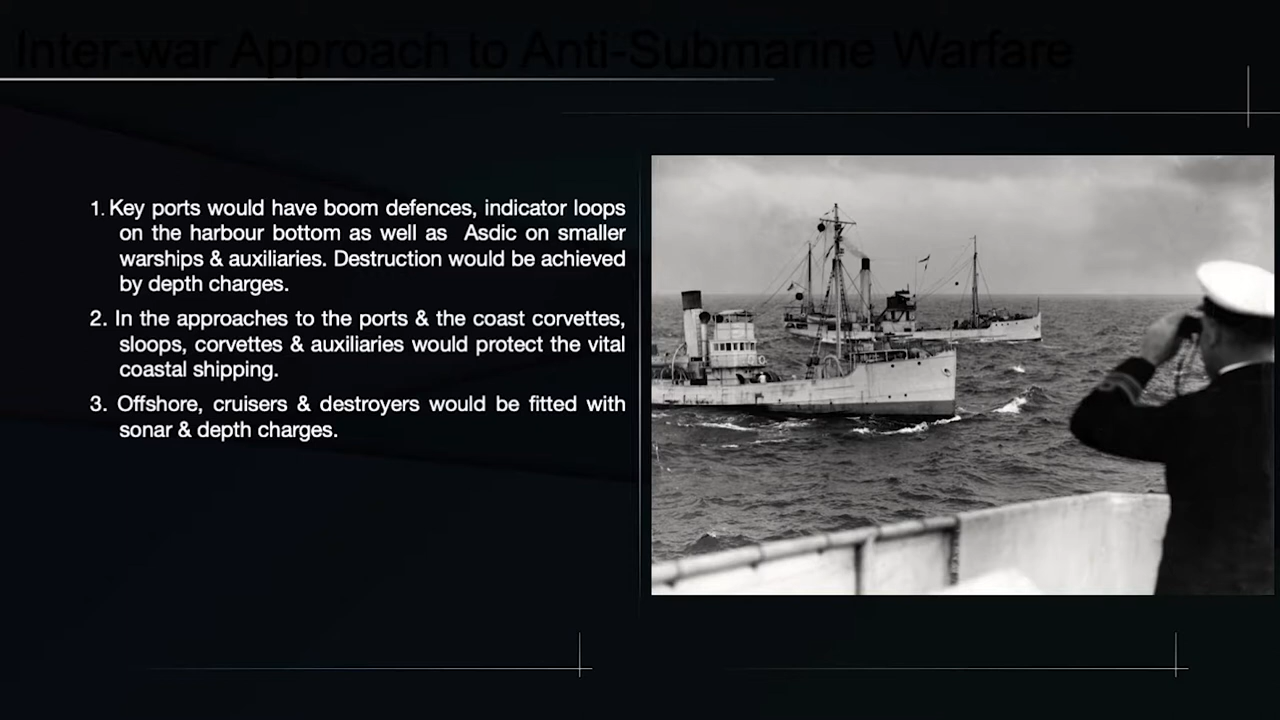 Inter-war Approach to Anti-Submarine Warfare
1. Key ports would have boom defences, indicator loops
on the harbour bottom as well as Asdic on smaller
warships & auxiliaries. Destruction would be achieved
by depth charges.
2. In the approaches to the ports & the coast corvettes,
sloops, corvettes & auxiliaries would protect the vital
coastal shipping.
3. Offshore, cruisers & destroyers would be fitted with
sonar & depth charges.